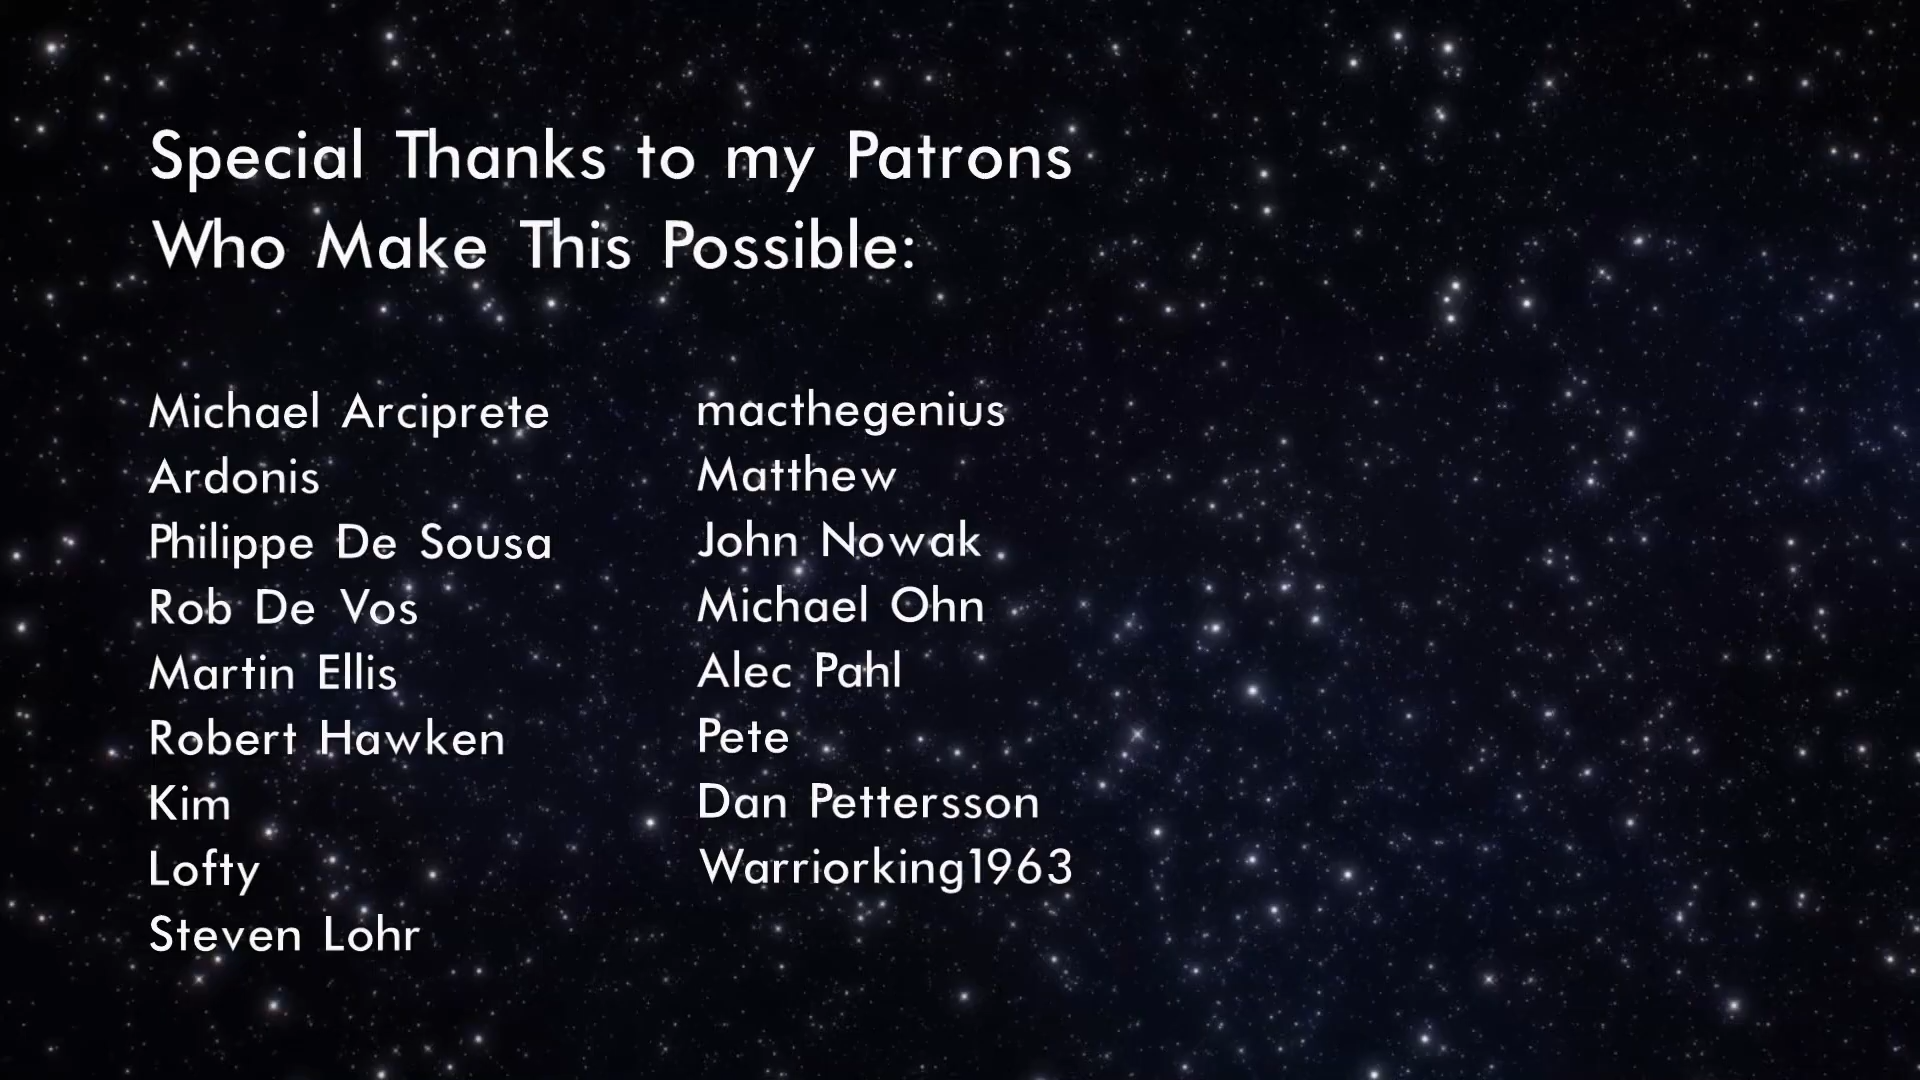 Special Thanks to my Patrons
Who Make This Possible:
Michael Arciprete
Ardonis
Philippe De Sousa
Rob De Vos
Martin Ellis
Robert Hawken
Kim
Lofty
Steven Lohr
macthegenius
Matthew
John Nowak
Michael Ohn
Alec Pahl
Pete
Dan Pettersson
Warriorking1963